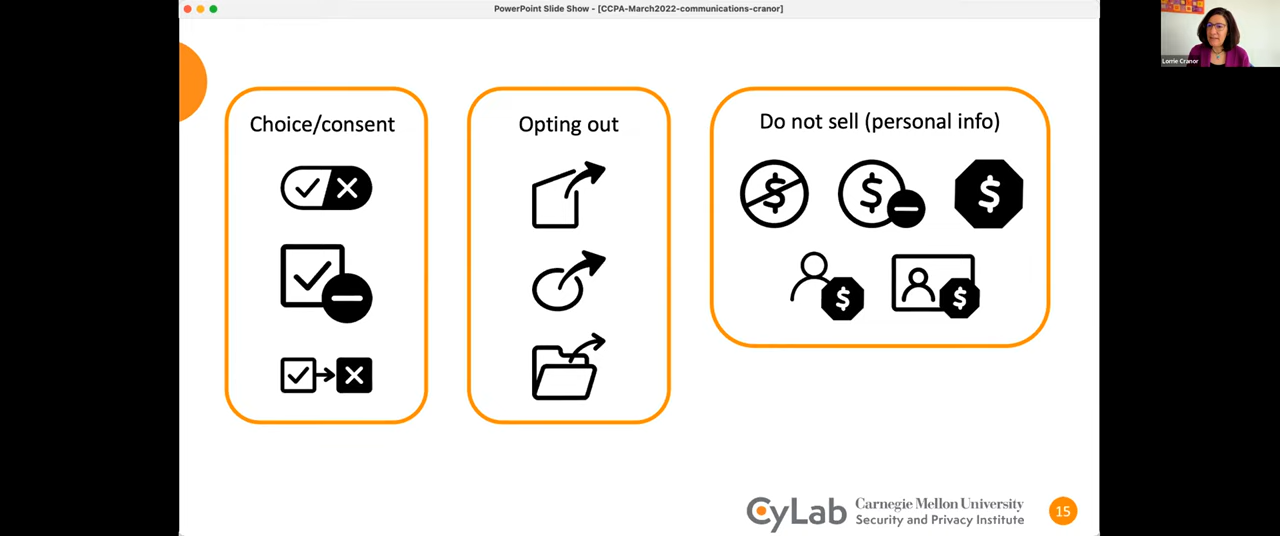 PowerPoint Slide Show - [CCPA-March2022-communications-cranor]
Lorrie Cranor
Choice/consent
Opting out
Do not sell (personal info)
$ $ $
$ $
CyLab Carnegie Mellon University
Security and Privacy Institute
15